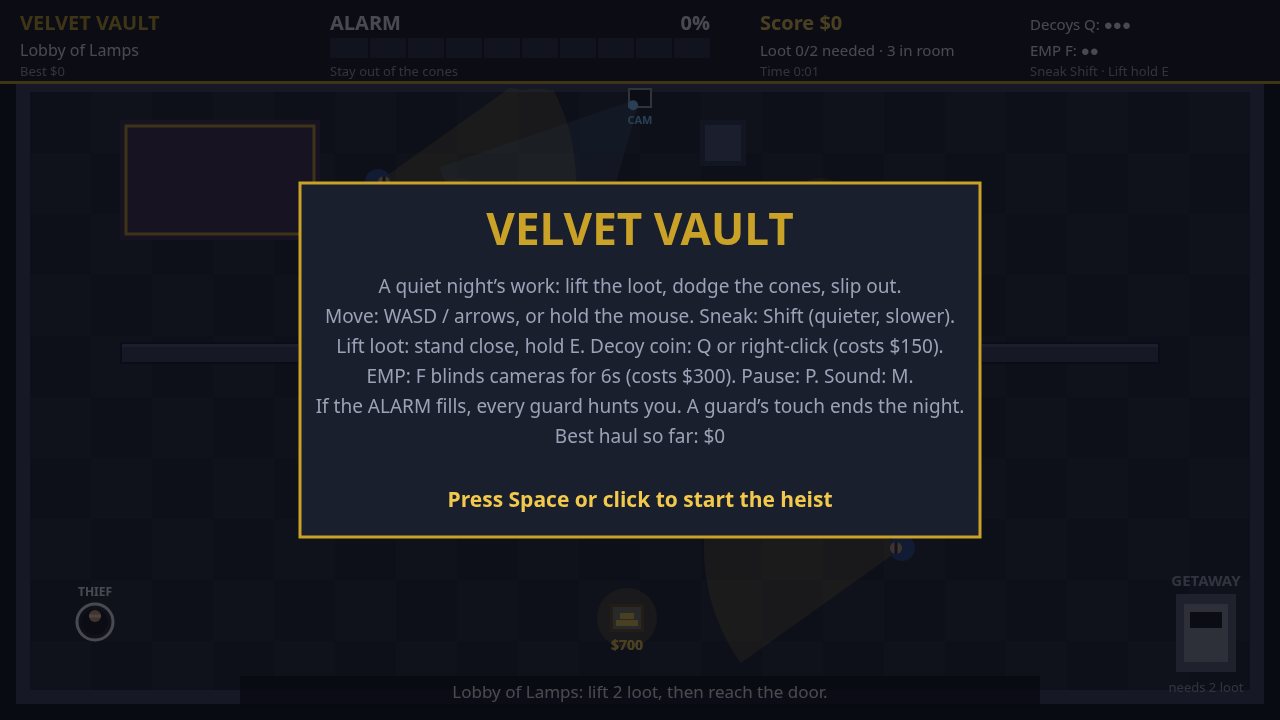 VELVET VAULT
Lobby of Lamps
Best $0
ALARM 0%
Stay out of the cones
Score $0
Loot 0/2 needed · 3 in room
Time 0:01
Decoys Q: ●●●
EMP F: ●●
Sneak Shift · Lift hold E
CAM
VELVET VAULT
A quiet night’s work: lift the loot, dodge the cones, slip out.
Move: WASD / arrows, or hold the mouse. Sneak: Shift (quieter, slower).
Lift loot: stand close, hold E. Decoy coin: Q or right-click (costs $150).
EMP: F blinds cameras for 6s (costs $300). Pause: P. Sound: M.
If the ALARM fills, every guard hunts you. A guard’s touch ends the night.
Best haul so far: $0
Press Space or click to start the heist
THIEF
$700
GETAWAY
needs 2 loot
Lobby of Lamps: lift 2 loot, then reach the door.